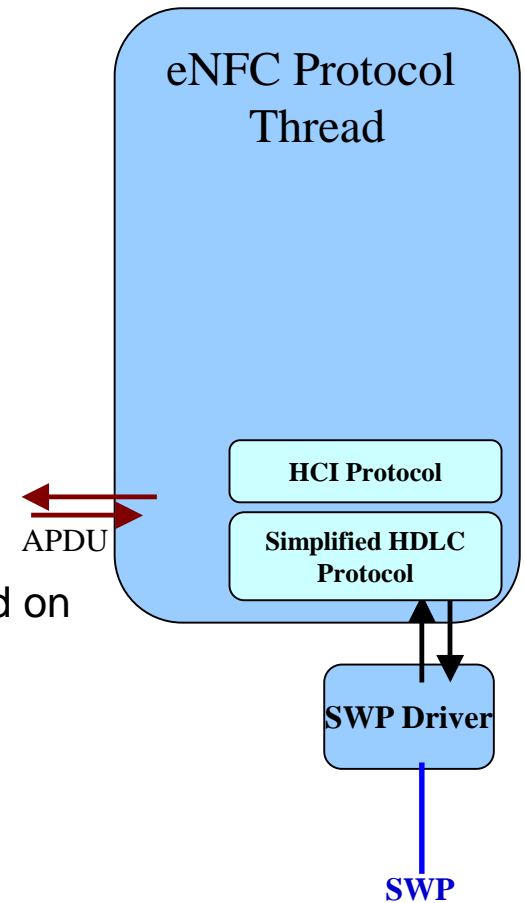 eNFC Protocol
Thread
HCI Protocol
APDU
Simplified HDLC
Protocol
d on
SWP Driver
SWP